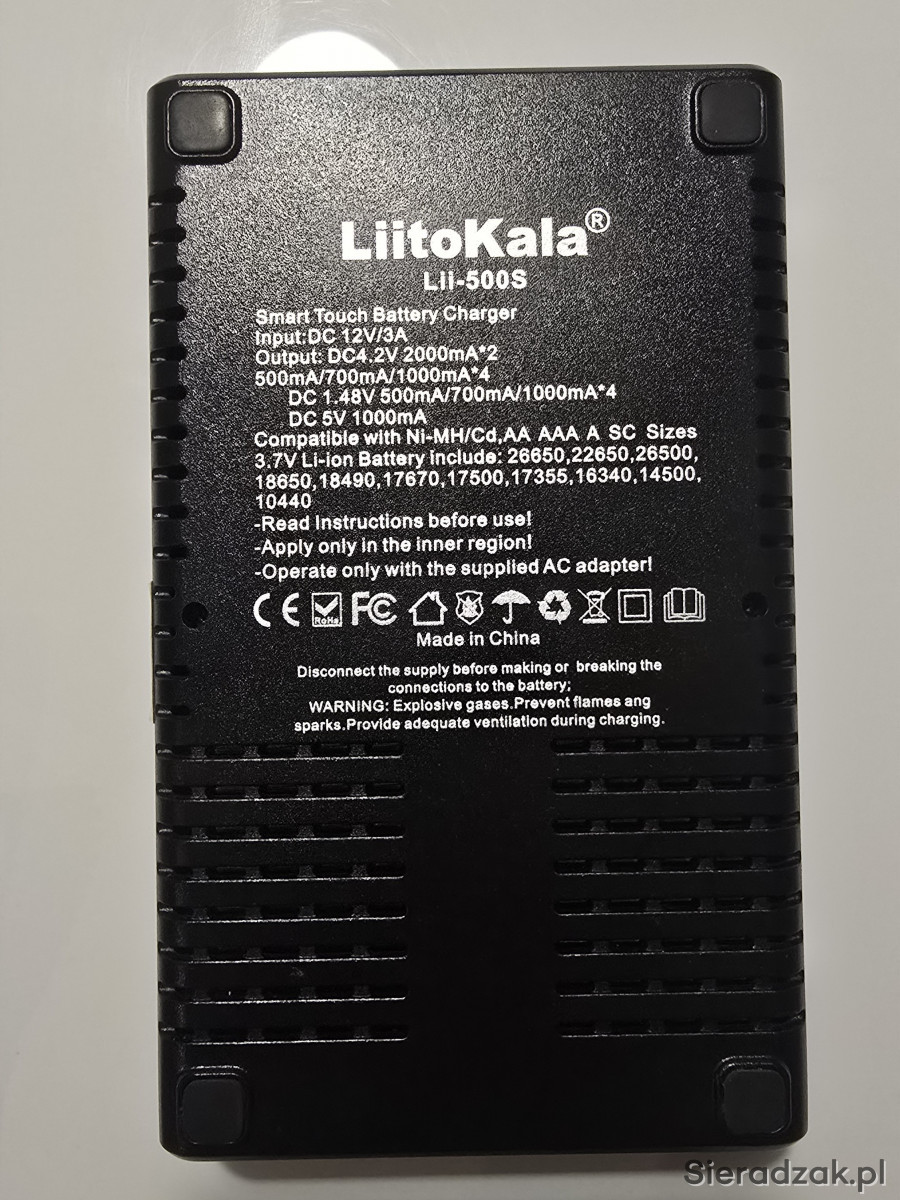 LiitoKala®
Lii-500S
Smart Touch Battery Charger
Input:DC 12V/3A
Output: DC4.2V 2000mA*2
500mA/700mA/1000mA*4
DC 1.48V 500mA/700mA/1000mA*4
DC 5V 1000mA
Compatible with Ni-MH/Cd,AA AAA A SC Sizes
3.7V Li-ion Battery include: 26650,22650,26500,
18650,18490,17670,17500,17355,16340,14500,
10440
-Read Instructions before use!
-Apply only in the inner region!
-Operate only with the supplied AC adapter!
CE RoHs FC
Made in China
Disconnect the supply before making or breaking the
connections to the battery;
WARNING: Explosive gases.Prevent flames ang
sparks.Provide adequate ventilation during charging.
Sieradzak.pl